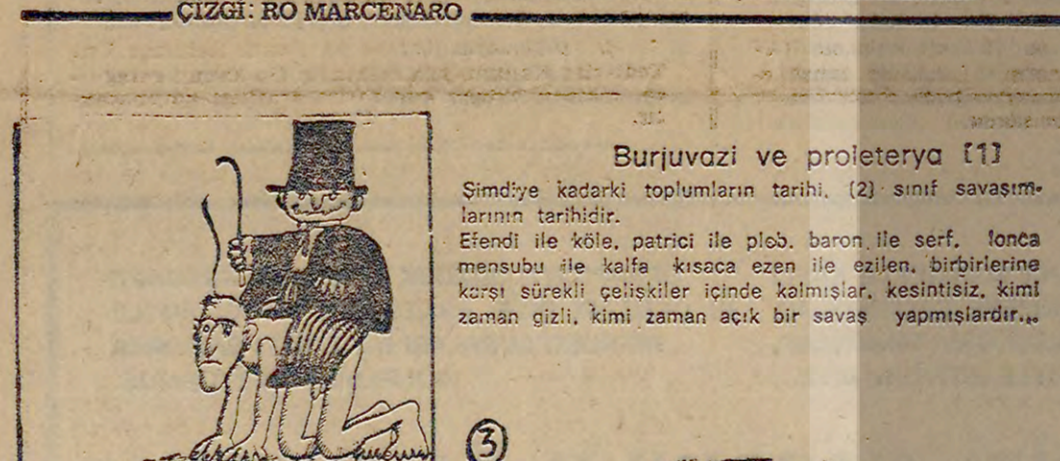 ÇİZGİ: RO MARCENARO
Burjuvazi ve proleterya [1]
Şimdiye kadarki toplumların tarihi, (2) sınıf savaşım-
larının tarihidir.
Efendi ile köle, patrici ile pleb, baron ile serf, lonca
mensubu ile kalfa kısaca ezen ile ezilen, birbirlerine
karşı sürekli çelişkiler içinde kalmışlar, kesintisiz, kimi
zaman gizli, kimi zaman açık bir savaş yapmışlardır...
3